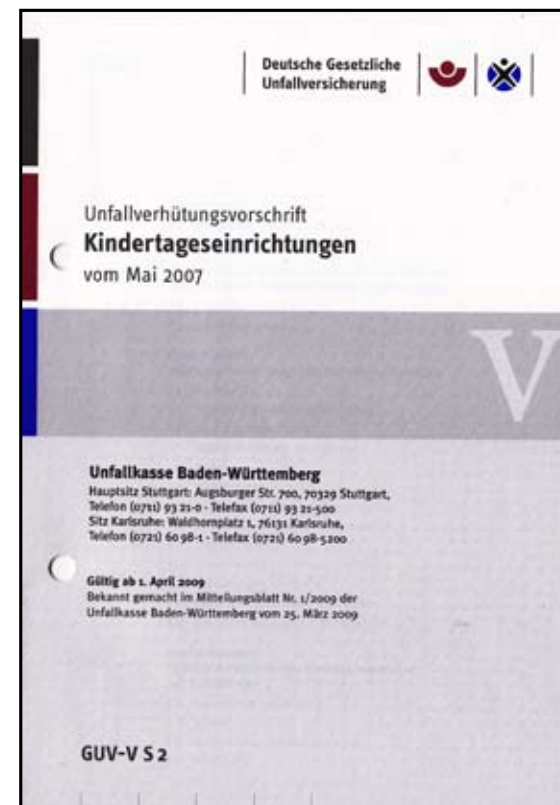 Deutsche Gesetzliche
Unfallversicherung
Unfallverhütungsvorschrift
Kindertageseinrichtungen
vom Mai 2007
V
Unfallkasse Baden-Württemberg
Hauptsitz Stuttgart: Augsburger Str. 700, 70329 Stuttgart,
Telefon (0711) 93 21-0 - Telefax (0711) 93 21-500
Sitz Karlsruhe: Waldhornplatz 1, 76131 Karlsruhe,
Telefon (0721) 60 98-1 - Telefax (0721) 60 98-5200
Gültig ab 1. April 2009
Bekannt gemacht im Mitteilungsblatt Nr. 1/2009 der
Unfallkasse Baden-Württemberg vom 25. März 2009
GUV-V S 2